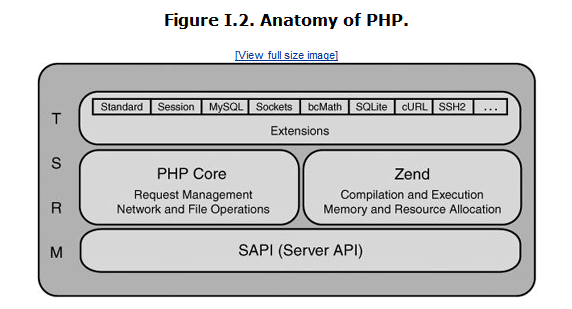 Figure I.2. Anatomy of PHP.
[View full size image]
Standard Session MySQL Sockets bcMath SQLite cURL SSH2 ...
Extensions
T
S
R
M
PHP Core
Request Management
Network and File Operations
Zend
Compilation and Execution
Memory and Resource Allocation
SAPI (Server API)